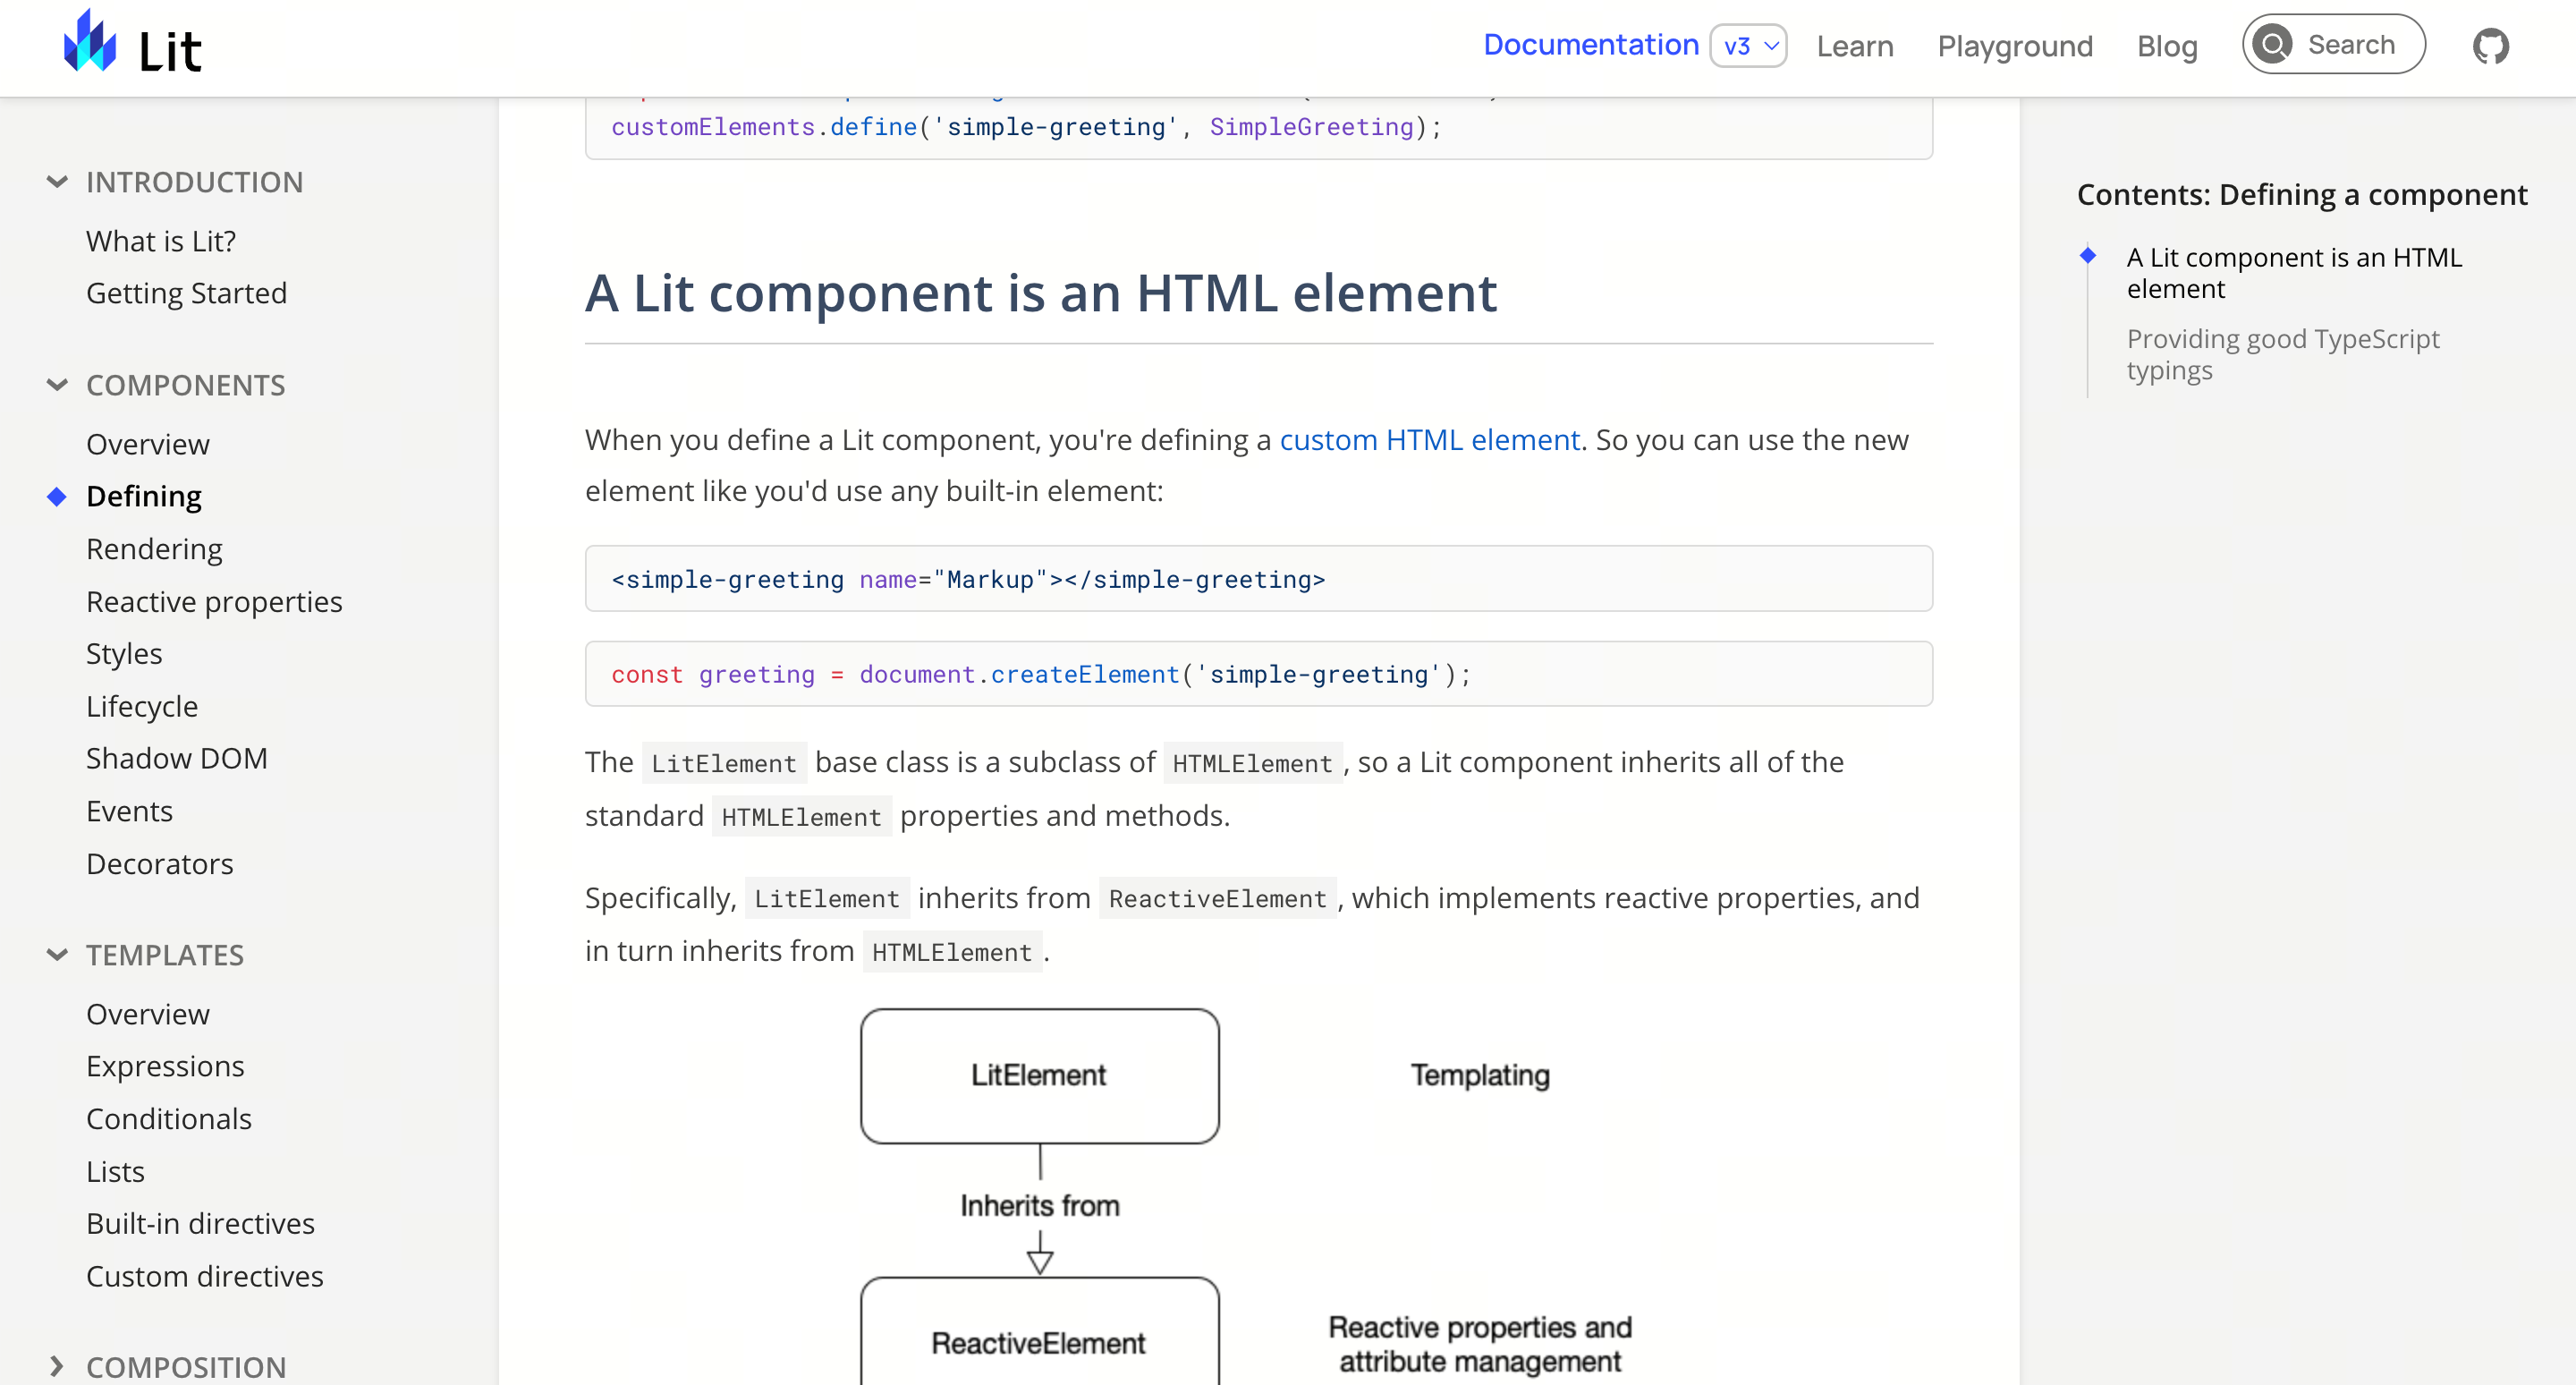 Lit
Documentation v3 Learn Playground Blog Search
INTRODUCTION
What is Lit?
Getting Started
COMPONENTS
Overview
Defining
Rendering
Reactive properties
Styles
Lifecycle
Shadow DOM
Events
Decorators
TEMPLATES
Overview
Expressions
Conditionals
Lists
Built-in directives
Custom directives
COMPOSITION
customElements.define('simple-greeting', SimpleGreeting);
A Lit component is an HTML element
When you define a Lit component, you're defining a custom HTML element. So you can use the new
element like you'd use any built-in element:
<simple-greeting name="Markup"></simple-greeting>
const greeting = document.createElement('simple-greeting');
The LitElement base class is a subclass of HTMLElement, so a Lit component inherits all of the
standard HTMLElement properties and methods.
Specifically, LitElement inherits from ReactiveElement, which implements reactive properties, and
in turn inherits from HTMLElement.
LitElement
Templating
Inherits from
ReactiveElement
Reactive properties and
attribute management
Contents: Defining a component
A Lit component is an HTML
element
Providing good TypeScript
typings